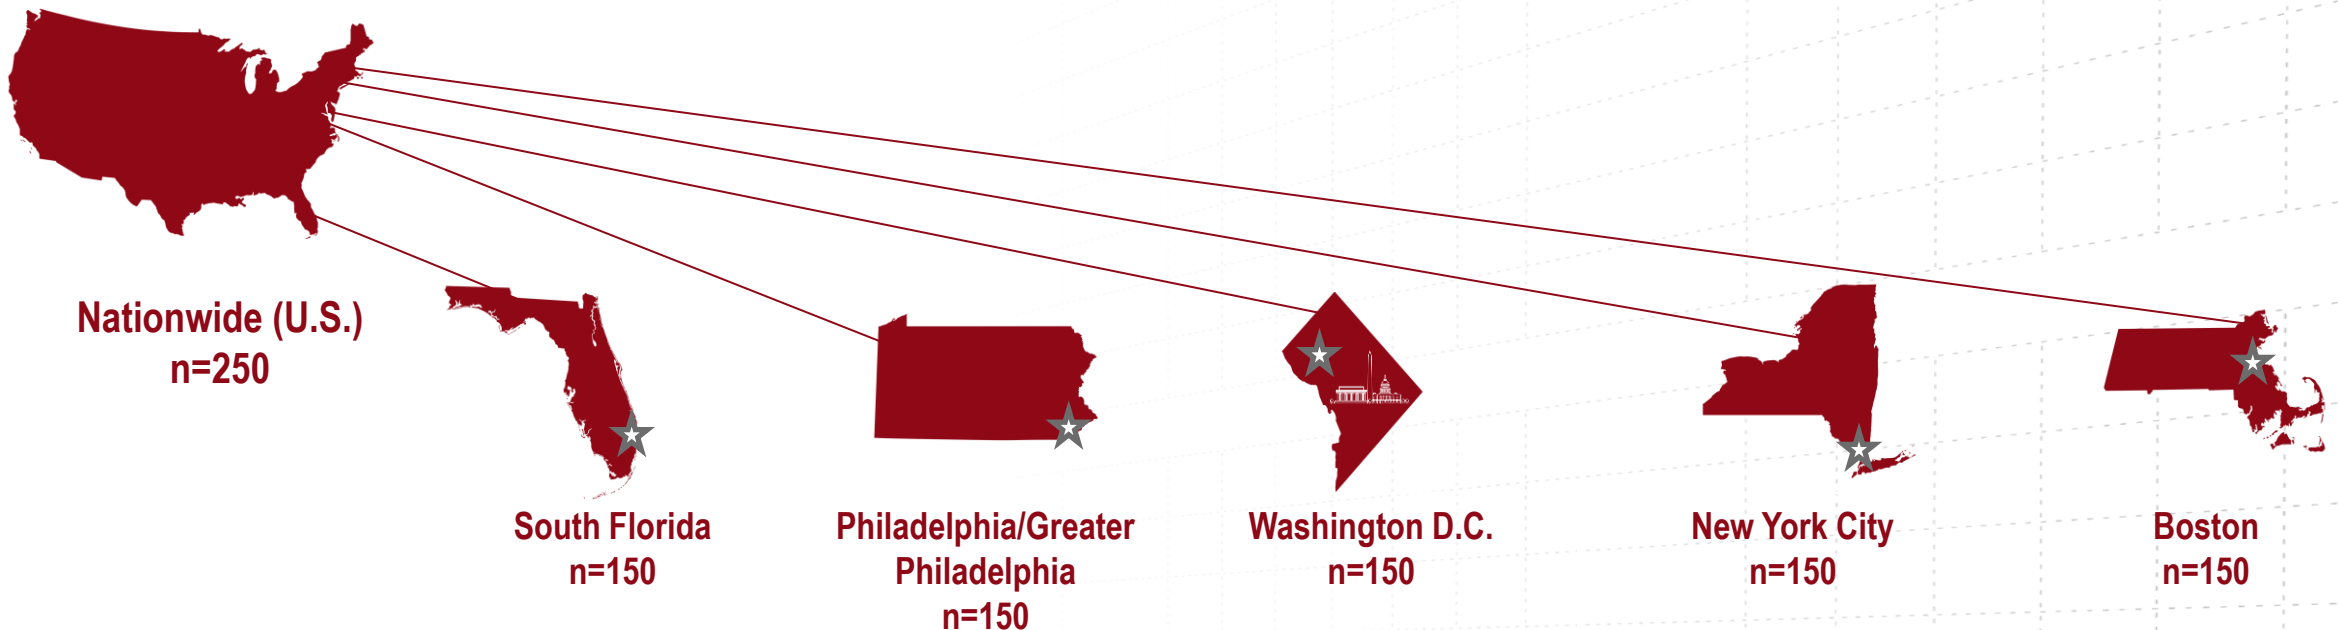 Nationwide (U.S.)
n=250
South Florida
n=150
Philadelphia/Greater
Philadelphia
n=150
Washington D.C.
n=150
New York City
n=150
Boston
n=150